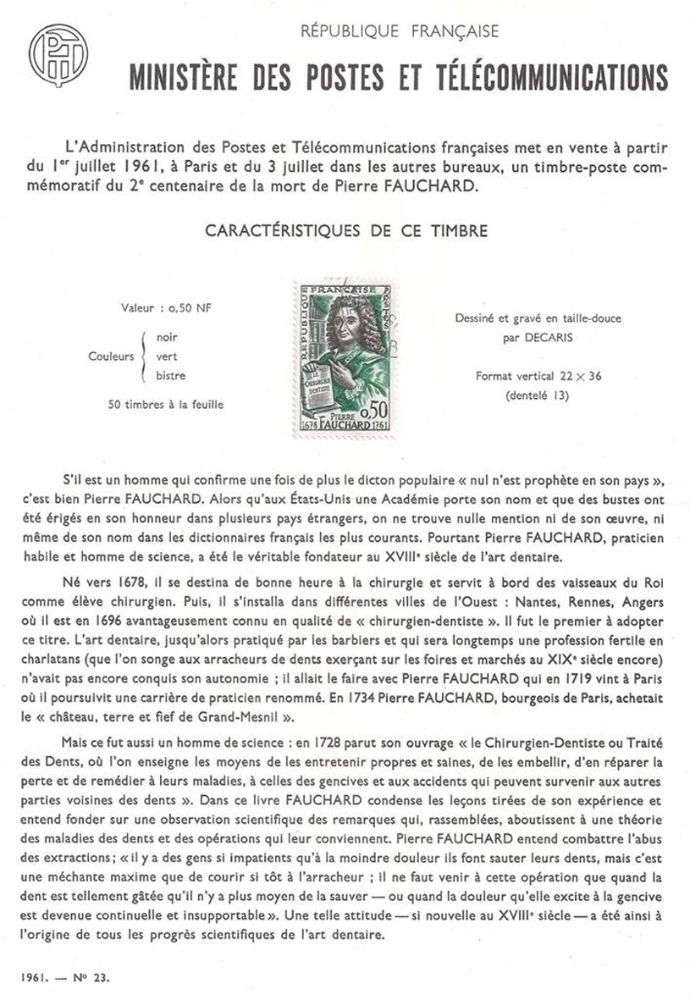 PTT
RÉPUBLIQUE FRANÇAISE
MINISTÈRE DES POSTES ET TÉLÉCOMMUNICATIONS
L'Administration des Postes et Télécommunications françaises met en vente à partir
du 1er juillet 1961, à Paris et du 3 juillet dans les autres bureaux, un timbre-poste com-
mémoratif du 2e centenaire de la mort de Pierre FAUCHARD.
CARACTÉRISTIQUES DE CE TIMBRE
Valeur : 0,50 NF
Couleurs
noir
vert
bistre
50 timbres à la feuille
RÉPUBLIQUE FRANÇAISE POSTES
LE
CHIRURGIEN
DENTISTE
0,50
PIERRE
1678 FAUCHARD 1761
Dessiné et gravé en taille-douce
par DECARIS
Format vertical 22 × 36
(dentelé 13)
S'il est un homme qui confirme une fois de plus le dicton populaire « nul n'est prophète en son pays »,
c'est bien Pierre FAUCHARD. Alors qu'aux États-Unis une Académie porte son nom et que des bustes ont
été érigés en son honneur dans plusieurs pays étrangers, on ne trouve nulle mention ni de son œuvre, ni
même de son nom dans les dictionnaires français les plus courants. Pourtant Pierre FAUCHARD, praticien
habile et homme de science, a été le véritable fondateur au XVIIIe siècle de l'art dentaire.
Né vers 1678, il se destina de bonne heure à la chirurgie et servit à bord des vaisseaux du Roi
comme élève chirurgien. Puis, il s'installa dans différentes villes de l'Ouest : Nantes, Rennes, Angers
où il est en 1696 avantageusement connu en qualité de « chirurgien-dentiste ». Il fut le premier à adopter
ce titre. L'art dentaire, jusqu'alors pratiqué par les barbiers et qui sera longtemps une profession fertile en
charlatans (que l'on songe aux arracheurs de dents exerçant sur les foires et marchés au XIXe siècle encore)
n'avait pas encore conquis son autonomie ; il allait le faire avec Pierre FAUCHARD qui en 1719 vint à Paris
où il poursuivit une carrière de praticien renommé. En 1734 Pierre FAUCHARD, bourgeois de Paris, achetait
le « château, terre et fief de Grand-Mesnil ».
Mais ce fut aussi un homme de science : en 1728 parut son ouvrage « le Chirurgien-Dentiste ou Traité
des Dents, où l'on enseigne les moyens de les entretenir propres et saines, de les embellir, d'en réparer la
perte et de remédier à leurs maladies, à celles des gencives et aux accidents qui peuvent survenir aux autres
parties voisines des dents ». Dans ce livre FAUCHARD condense les leçons tirées de son expérience et
entend fonder sur une observation scientifique des remarques qui, rassemblées, aboutissent à une théorie
des maladies des dents et des opérations qui leur conviennent. Pierre FAUCHARD entend combattre l'abus
des extractions ; « il y a des gens si impatients qu'à la moindre douleur ils font sauter leurs dents, mais c'est
une méchante maxime que de courir si tôt à l'arracheur ; il ne faut venir à cette opération que quand la
dent est tellement gâtée qu'il n'y a plus moyen de la sauver — ou quand la douleur qu'elle excite à la gencive
est devenue continuelle et insupportable ». Une telle attitude — si nouvelle au XVIIIe siècle — a été ainsi à
l'origine de tous les progrès scientifiques de l'art dentaire.
1961. — Nº 23.